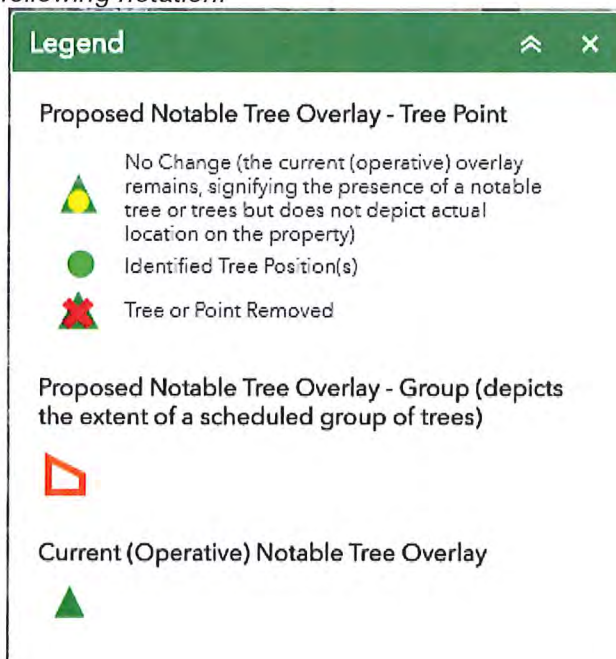 following notation:
Legend
Proposed Notable Tree Overlay - Tree Point
No Change (the current (operative) overlay
remains, signifying the presence of a notable
tree or trees but does not depict actual
location on the property)
Identified Tree Position(s)
Tree or Point Removed
Proposed Notable Tree Overlay - Group (depicts
the extent of a scheduled group of trees)
Current (Operative) Notable Tree Overlay